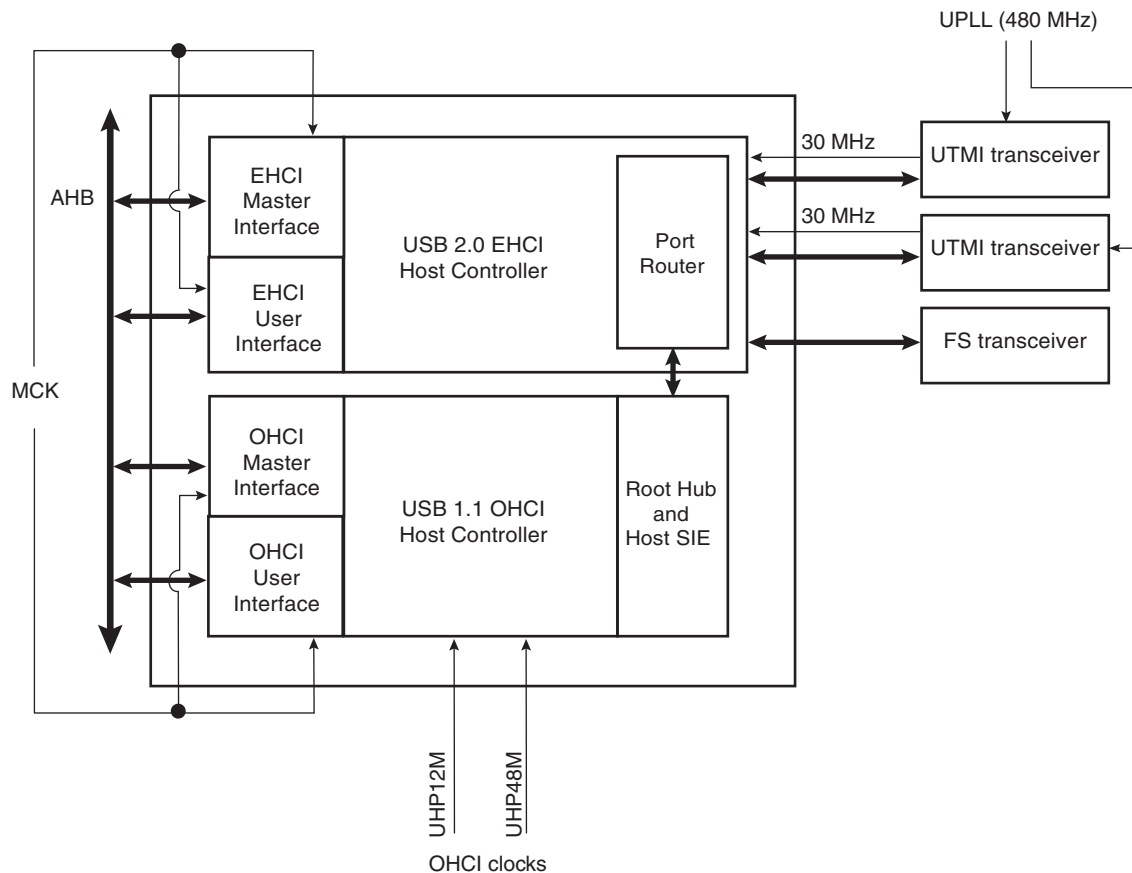 UPLL (480 MHz)
30 MHz
UTMI transceiver
AHB
EHCI
Master
Interface
USB 2.0 EHCI
Host Controller
Port
Router
30 MHz
UTMI transceiver
EHCI
User
Interface
FS transceiver
MCK
OHCI
Master
Interface
USB 1.1 OHCI
Host Controller
Root Hub
and
Host SIE
OHCI
User
Interface
UHP12M
UHP48M
OHCI clocks